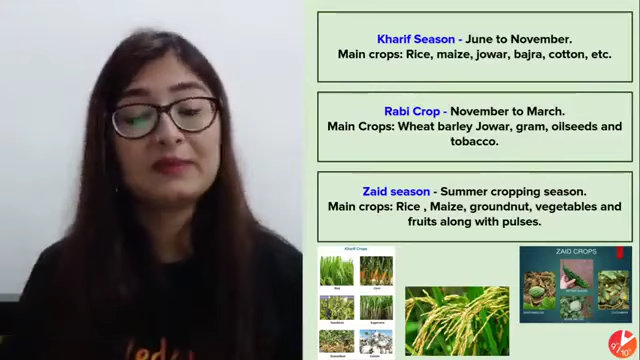 Kharif Season - June to November.
Main crops: Rice, maize, jowar, bajra, cotton, etc.
Rabi Crop - November to March.
Main Crops: Wheat barley Jowar, gram, oilseeds and
tobacco.
Zaid season - Summer cropping season.
Main crops: Rice , Maize, groundnut, vegetables and
fruits along with pulses.
Kharif Crops
ZAID CROPS